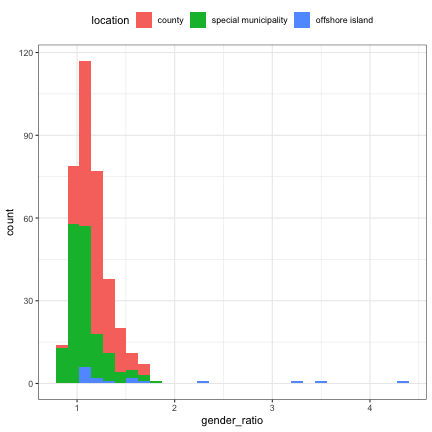 location county special municipality offshore island
120
90
60
30
0
count
1 2 3 4
gender_ratio